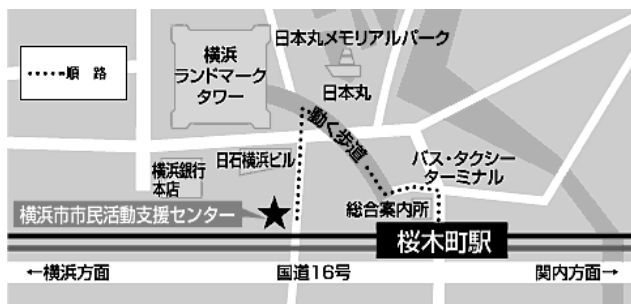 順路
横浜
ランドマーク
タワー
日本丸メモリアルパーク
日本丸
動く歩道
バス・タクシー
ターミナル
日石横浜ビル
横浜銀行
本店
総合案内所
横浜市市民活動支援センター
桜木町駅
←横浜方面
国道16号
関内方面→